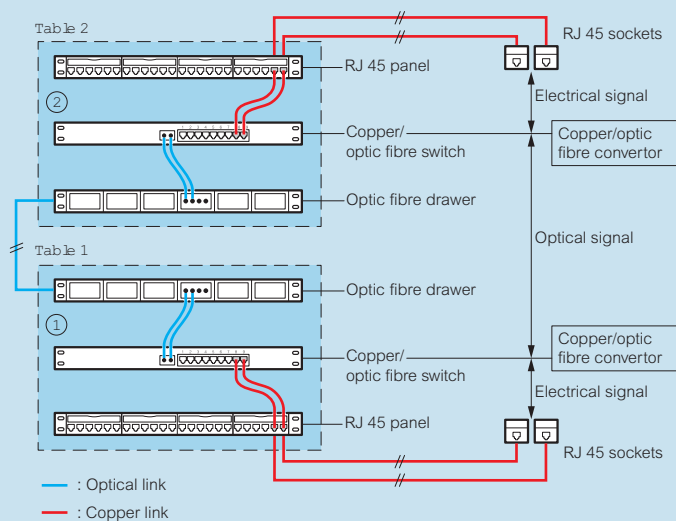 Table 2
RJ 45 sockets
RJ 45 panel
Electrical signal
2
Copper/
optic fibre switch
Copper/optic
fibre convertor
Optic fibre drawer
Optical signal
Table 1
Optic fibre drawer
1
Copper/
optic fibre switch
Copper/optic
fibre convertor
Electrical signal
RJ 45 panel
RJ 45 sockets
: Optical link
: Copper link